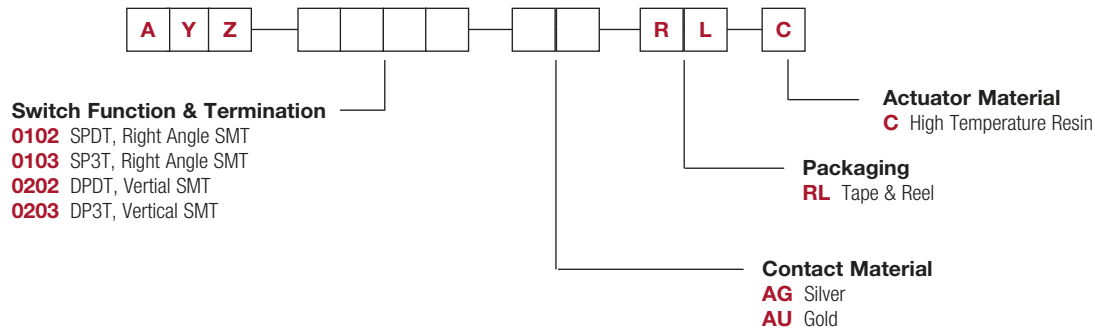 A Y Z R L C
Switch Function & Termination
0102 SPDT, Right Angle SMT
0103 SP3T, Right Angle SMT
0202 DPDT, Vertial SMT
0203 DP3T, Vertical SMT
Actuator Material
C High Temperature Resin
Packaging
RL Tape & Reel
Contact Material
AG Silver
AU Gold